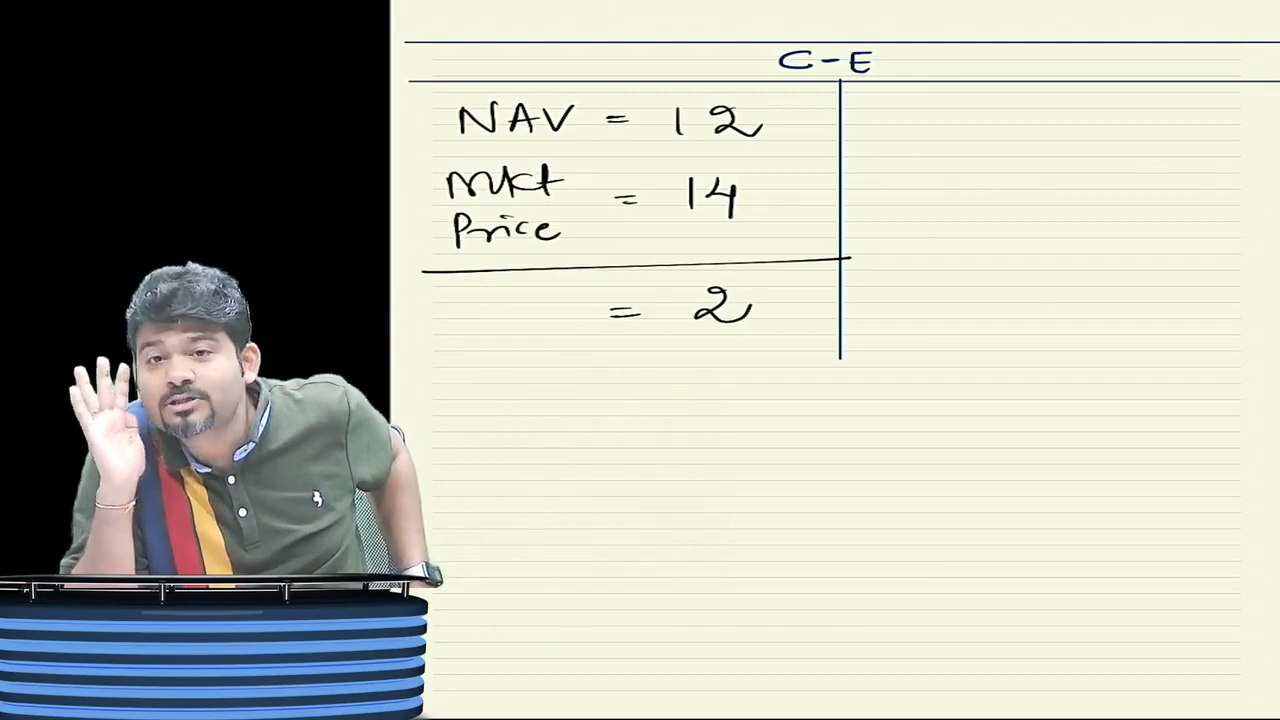 C-E
NAV = 12
Mkt
Price = 14
= 2